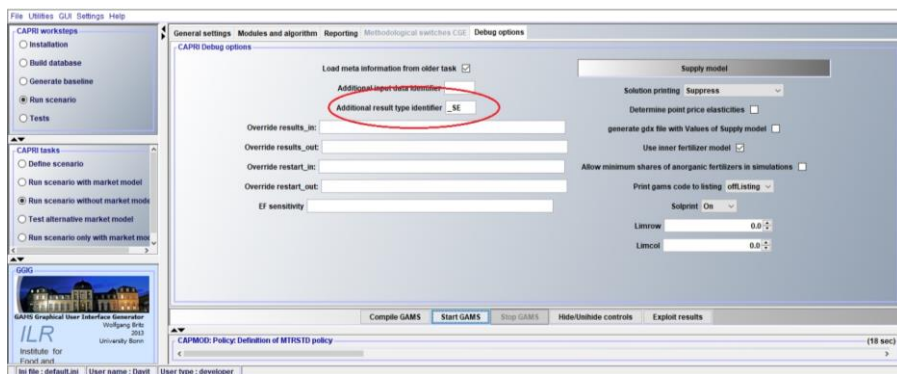 File Utilities GUI Settings Help
CAPRI worksteps
Installation
Build database
Generate baseline
Run scenario
Tests
CAPRI tasks
Define scenario
Run scenario with market model
Run scenario without market mode
Test alternative market model
Run scenario only with market mo
GGIG
GAMS Graphical User Interface Generator
Wolfgang Britz
2013
University Bonn
ILR
Institute for
Food and
General settings Modules and algorithm Reporting Methodological switches CGE Debug options
CAPRI Debug options
Load meta information from older task
Additional input data identifier
Additional result type identifier _SE
Override results_in:
Override results_out:
Override restart_in:
Override restart_out:
EF sensitivity
Supply model
Solution printing Suppress
Determine point price elasticities
generate gdx file with Values of Supply model
Use inner fertilizer model
Allow minimum shares of anorganic fertilizers in simulations
Print gams code to listing offListing
Solprint On
Limrow 0.0
Limcol 0.0
Compile GAMS Start GAMS Stop GAMS Hide/Unihide controls Exploit results
CAPMOD: Policy: Definition of MTRSTD policy (18 sec)
Ini file : default.ini User name : Davit User type : developer